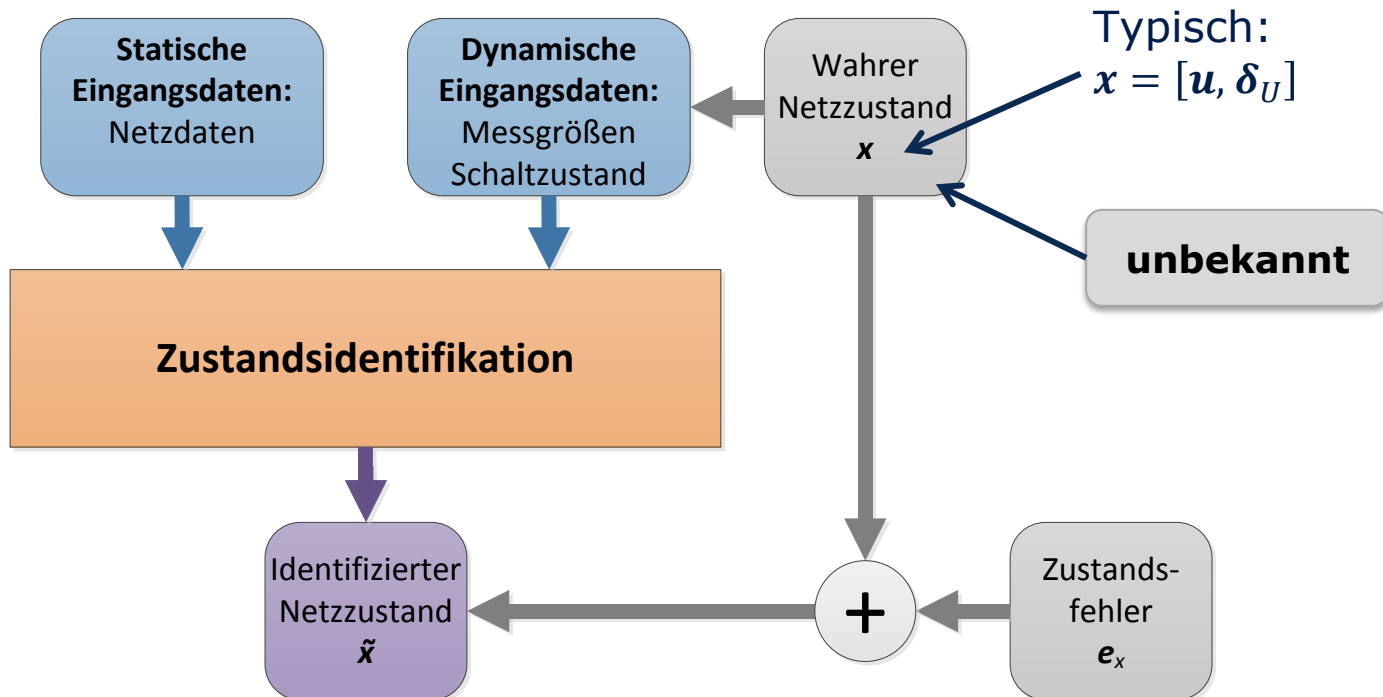 Statische
Eingangsdaten:
Netzdaten
Dynamische
Eingangsdaten:
Messgrößen
Schaltzustand
Wahrer
Netzzustand
x
Typisch:
x = [u, δ_U]
unbekannt
Zustandsidentifikation
Identifizierter
Netzzustand
x̃
+
Zustands-
fehler
e_x